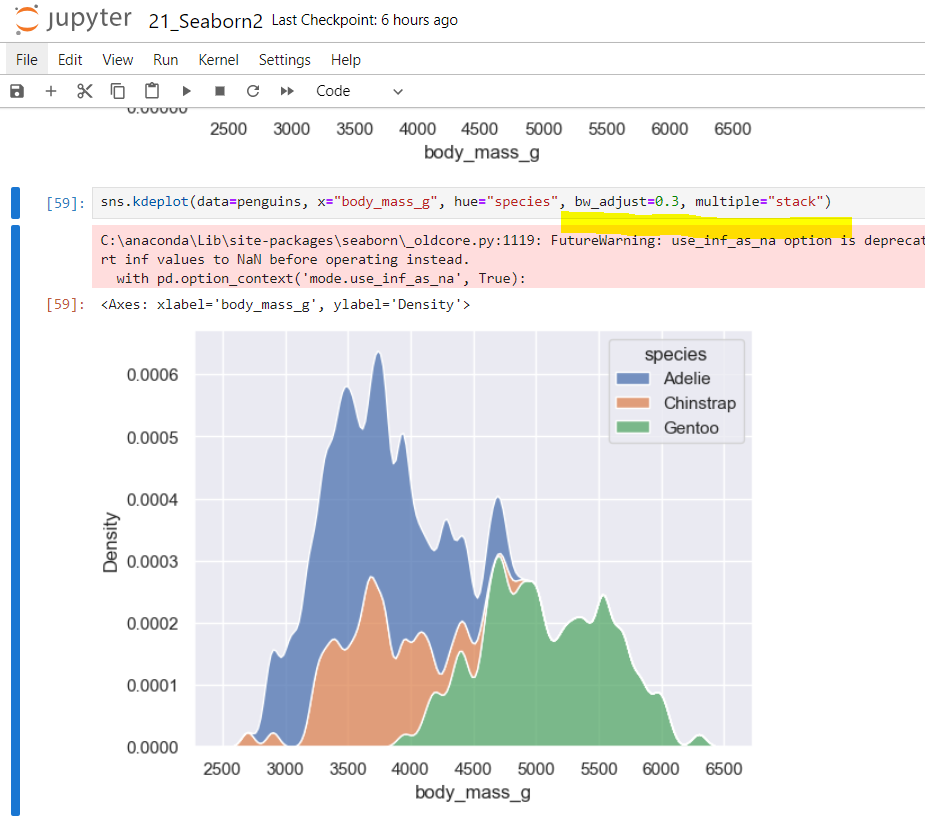 jupyter 21_Seaborn2 Last Checkpoint: 6 hours ago
File Edit View Run Kernel Settings Help
Code
0.00000
2500 3000 3500 4000 4500 5000 5500 6000 6500
body_mass_g
[59]: sns.kdeplot(data=penguins, x="body_mass_g", hue="species", bw_adjust=0.3, multiple="stack")
C:\anaconda\Lib\site-packages\seaborn\_oldcore.py:1119: FutureWarning: use_inf_as_na option is deprecat
rt inf values to NaN before operating instead.
with pd.option_context('mode.use_inf_as_na', True):
[59]: <Axes: xlabel='body_mass_g', ylabel='Density'>
species
Adelie
Chinstrap
Gentoo
Density
0.0006
0.0005
0.0004
0.0003
0.0002
0.0001
0.0000
2500 3000 3500 4000 4500 5000 5500 6000 6500
body_mass_g